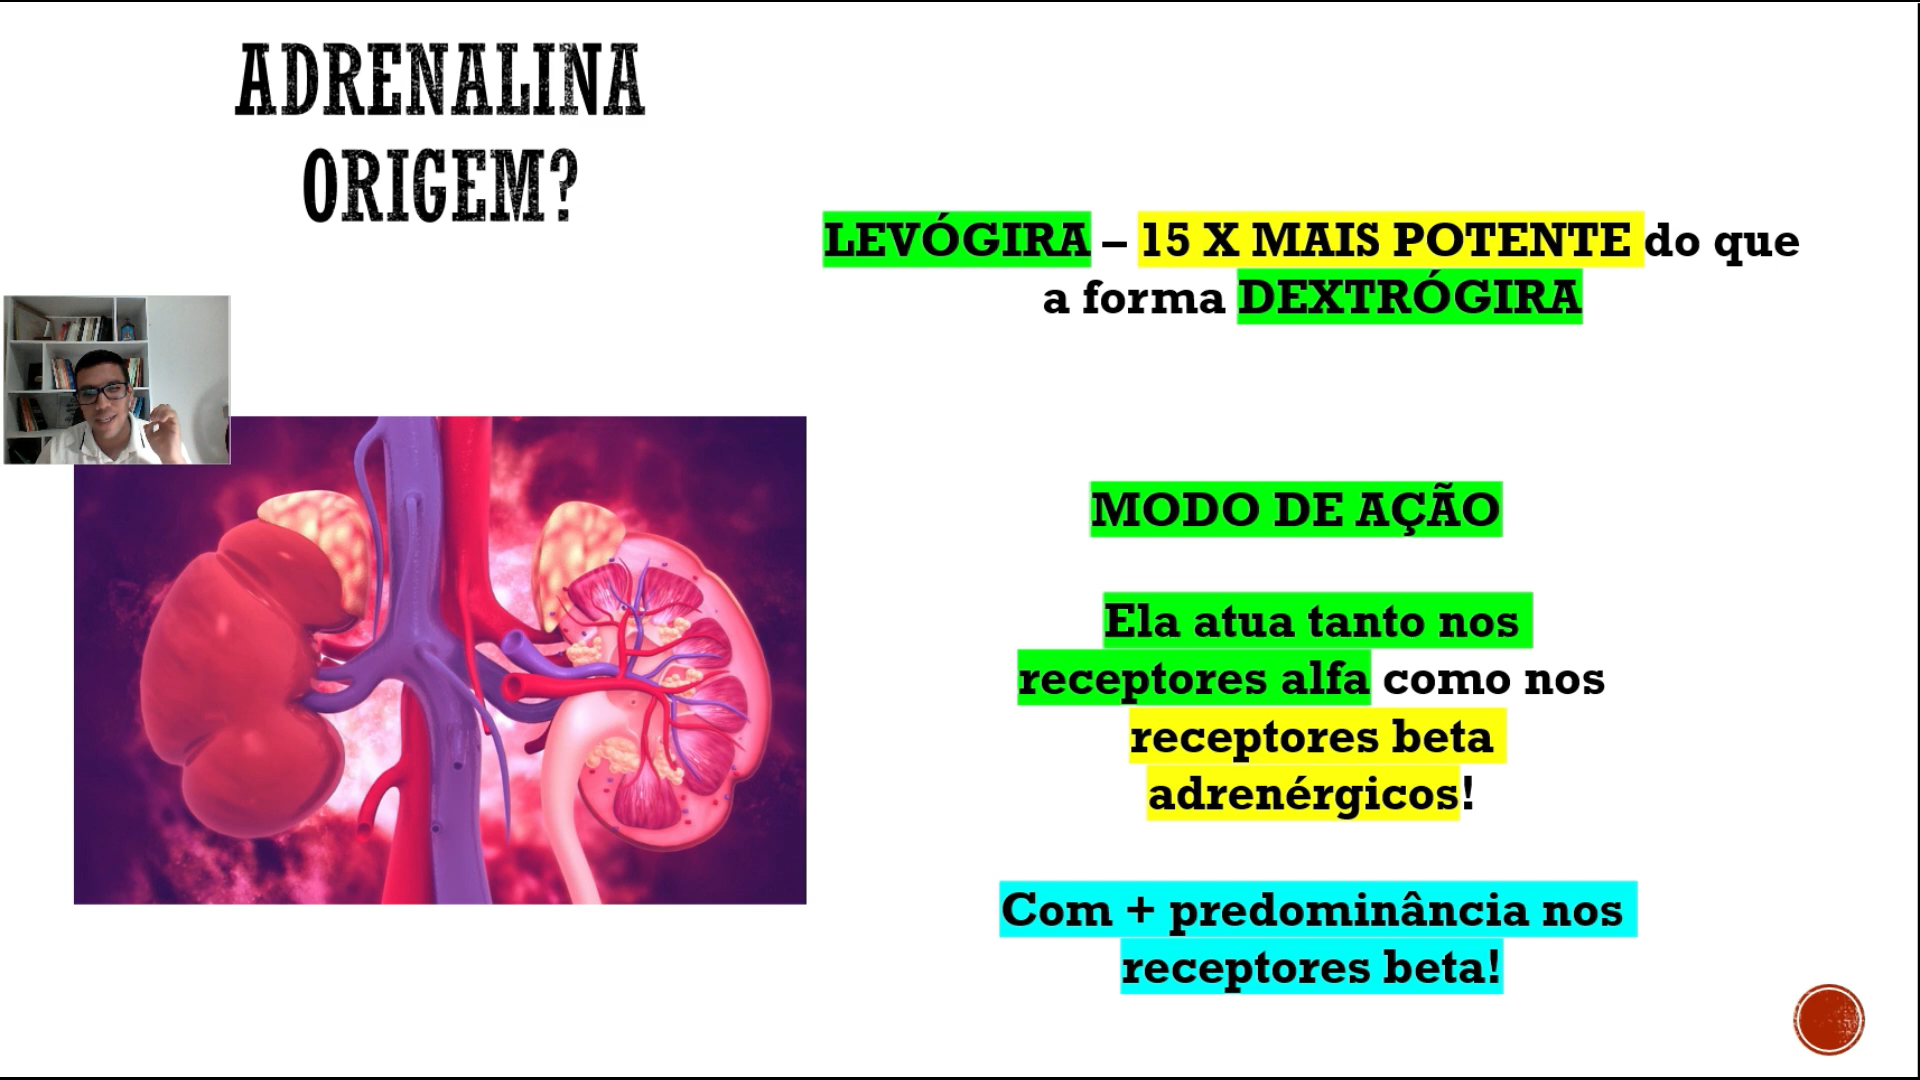 ADRENALINA
ORIGEM?
LEVÓGIRA – 15 X MAIS POTENTE do que
a forma DEXTRÓGIRA
MODO DE AÇÃO
Ela atua tanto nos
receptores alfa como nos
receptores beta
adrenérgicos!
Com + predominância nos
receptores beta!